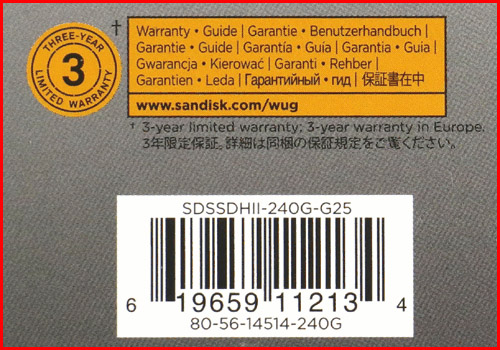 THREE-YEAR
3
LIMITED WARRANTY
†
Warranty • Guide | Garantie • Benutzerhandbuch |
Garantie • Guide | Garantía • Guía | Garantia • Guia |
Gwarancja • Kierować | Garanti • Rehber |
Garantien • Leda | Гарантийный • гид | 保証書在中
www.sandisk.com/wug
† 3-year limited warranty: 3-year warranty in Europe.
3年限定保証。詳細は同梱の保証規定をご覧ください。
SDSSDHII-240G-G25
6 19659 11213 4
80-56-14514-240G